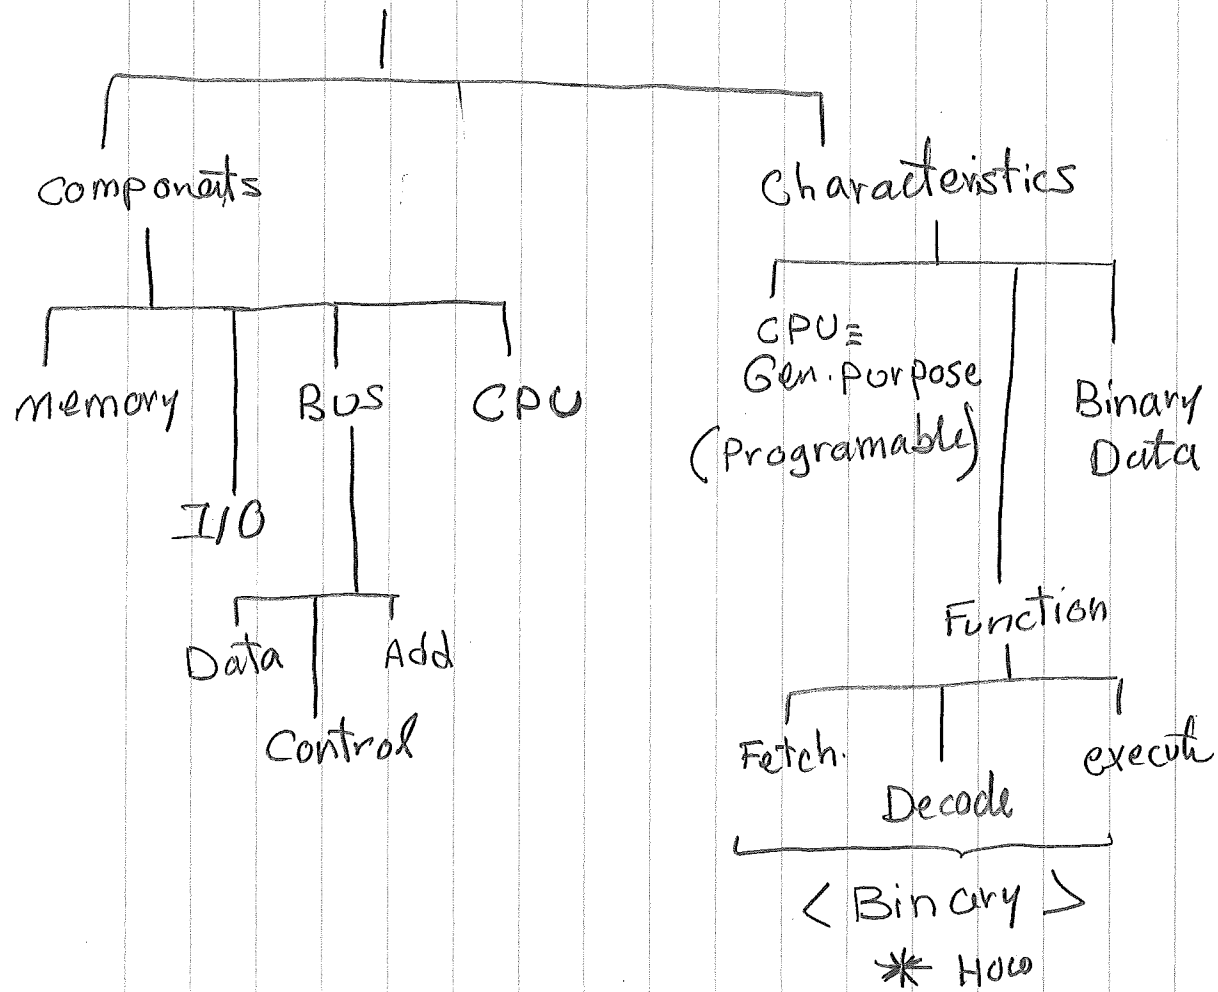 Components
Characteristics
Memory
I/O
BUS
CPU
Data
Control
Add
CPU ≡
Gen. purpose
(Programable)
Function
Binary
Data
Fetch.
Decode
execute
< Binary >
* How